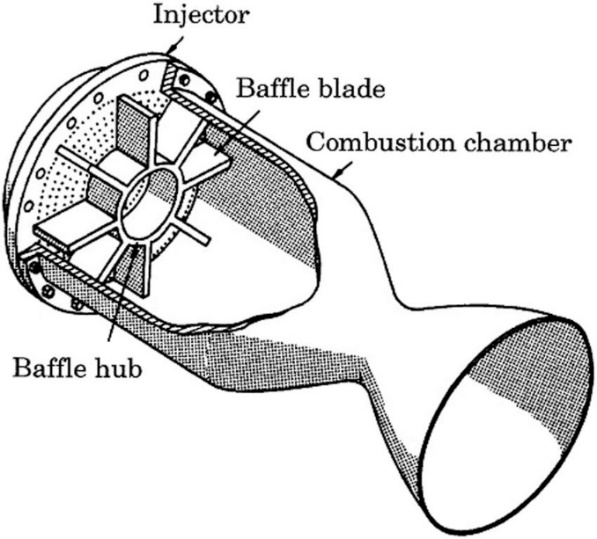 Injector
Baffle blade
Combustion chamber
Baffle hub